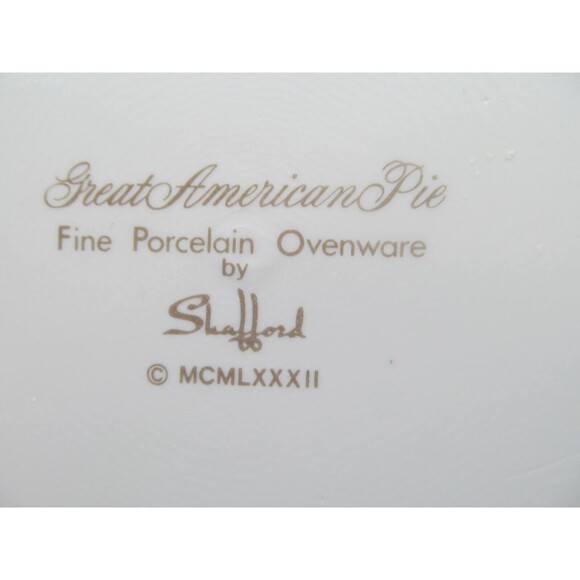 Great American Pie
Fine Porcelain Ovenware
by
Shafford
© MCMLXXXII